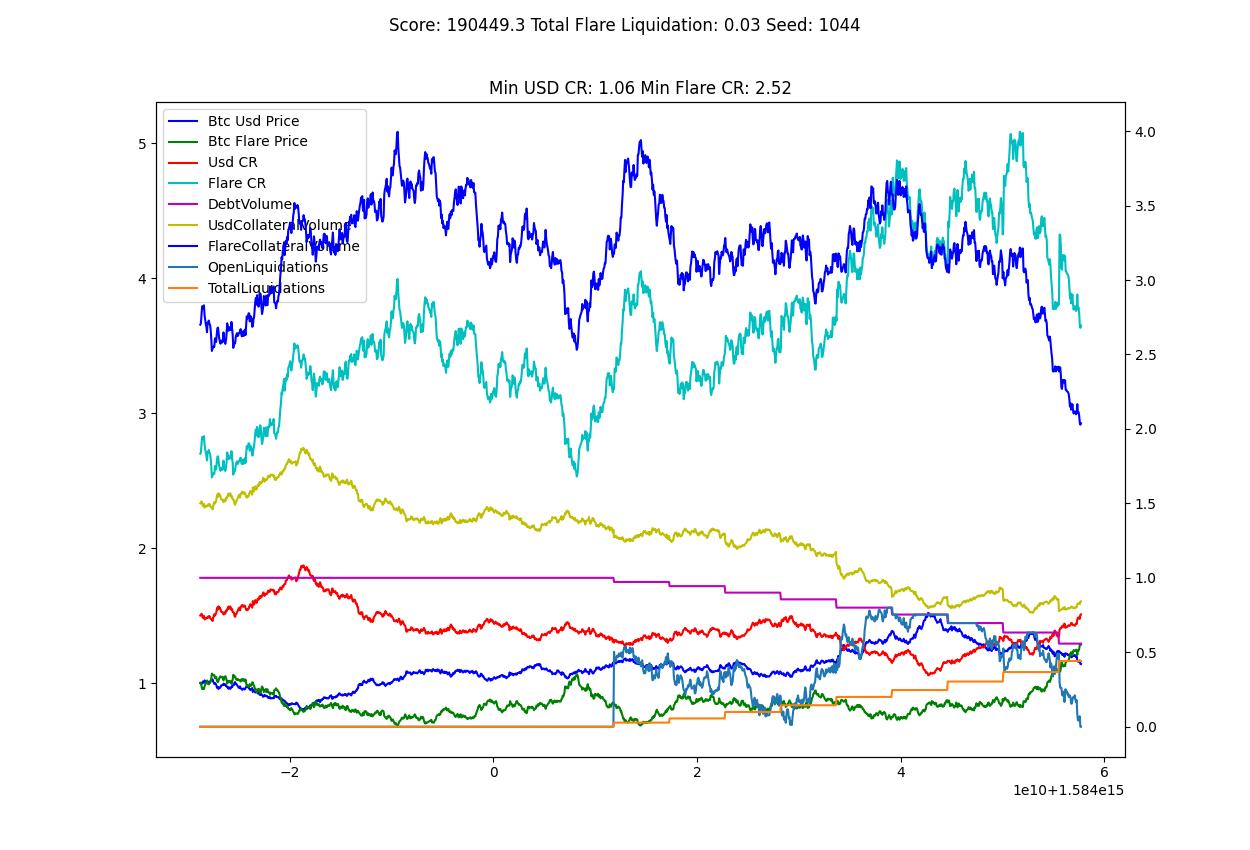 Score: 190449.3 Total Flare Liquidation: 0.03 Seed: 1044
Min USD CR: 1.06 Min Flare CR: 2.52
Btc Usd Price
Btc Flare Price
Usd CR
Flare CR
DebtVolume
UsdCollateralVolume
FlareCollateralVolume
OpenLiquidations
TotalLiquidations
5
4
3
2
1
4.0
3.5
3.0
2.5
2.0
1.5
1.0
0.5
0.0
−2
0
2
4
6
1e10+1.584e15